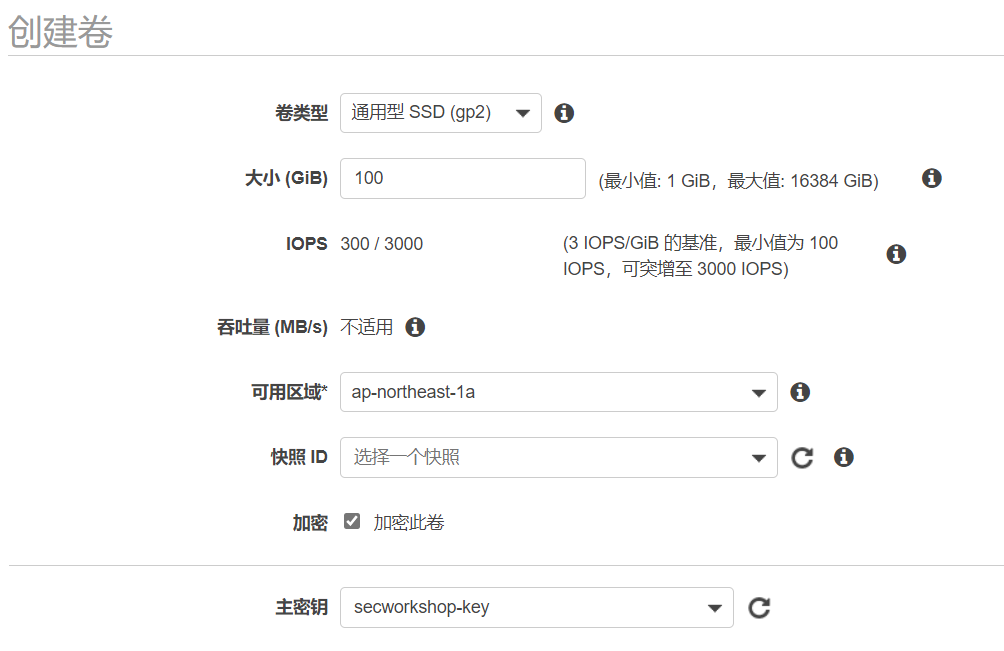 创建卷
卷类型 通用型 SSD (gp2)
大小 (GiB) 100 (最小值: 1 GiB，最大值: 16384 GiB)
IOPS 300 / 3000 (3 IOPS/GiB 的基准，最小值为 100
IOPS，可突增至 3000 IOPS)
吞吐量 (MB/s) 不适用
可用区域* ap-northeast-1a
快照 ID 选择一个快照
加密 加密此卷
主密钥 secworkshop-key